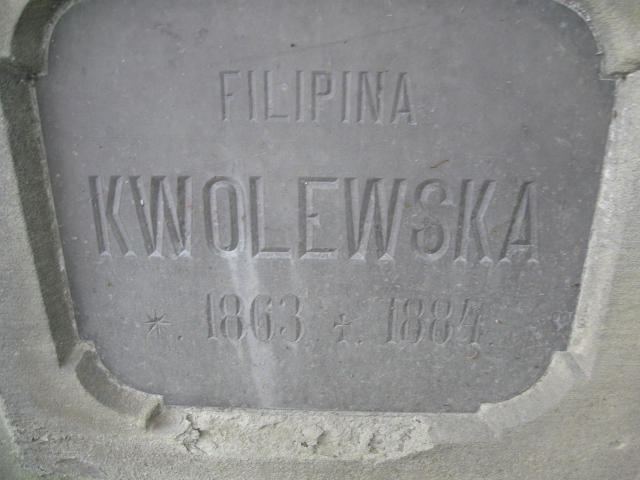 FILIPINA
KWOLEWSKA
*. 1863. +. 1884.